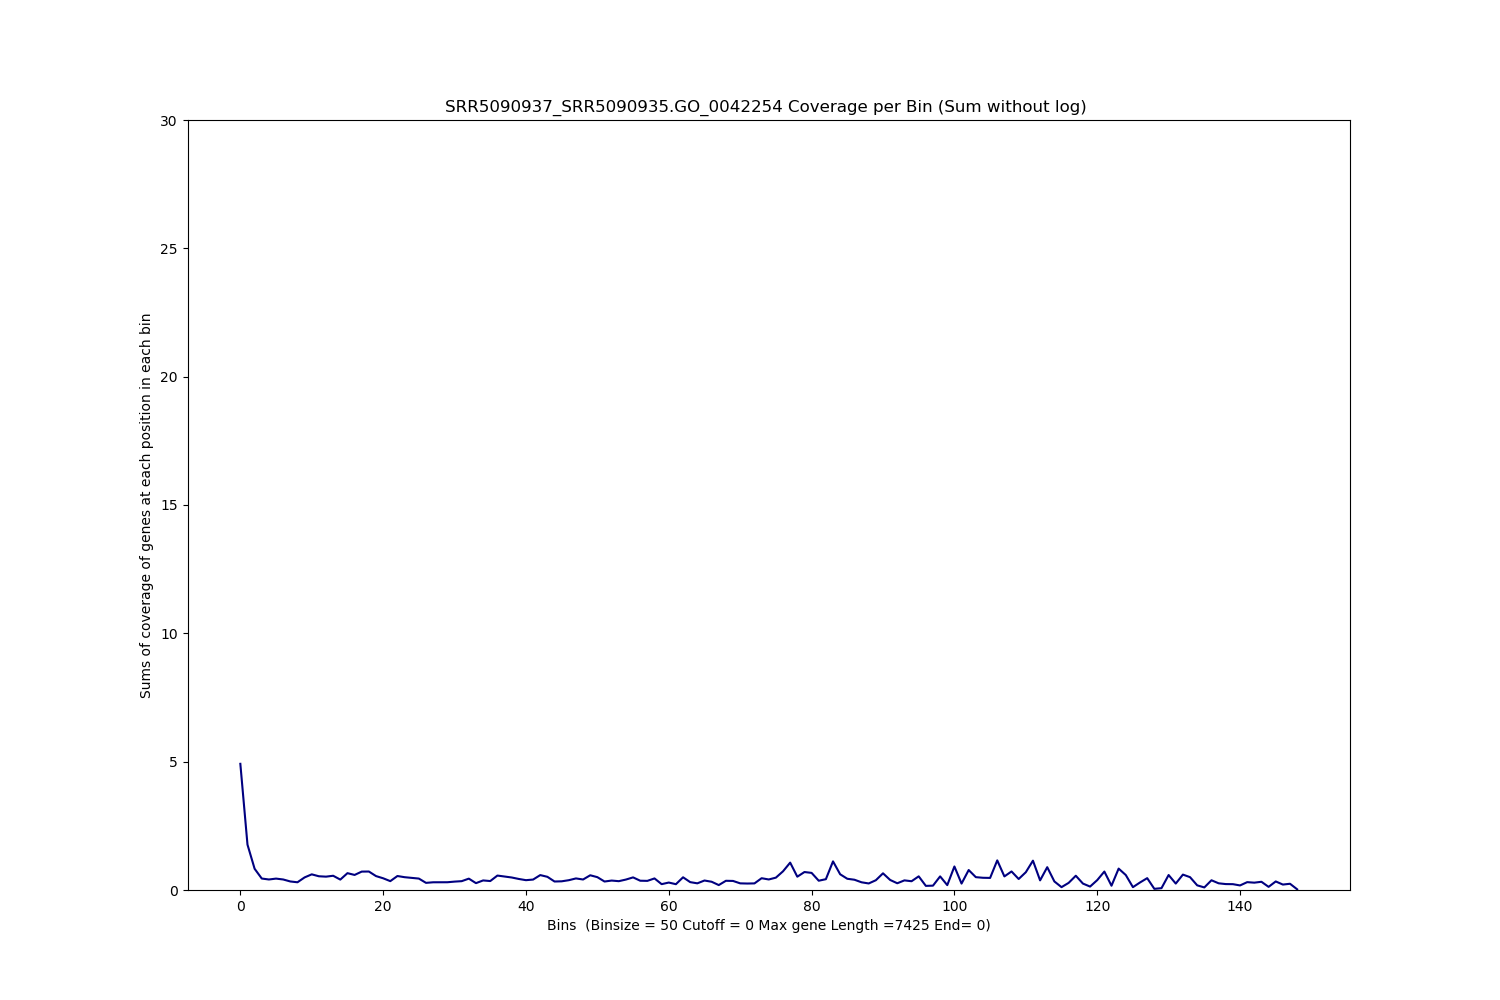 SRR5090937_SRR5090935.GO_0042254 Coverage per Bin (Sum without log)
30
25
20
15
10
5
0
Sums of coverage of genes at each position in each bin
0 20 40 60 80 100 120 140
Bins  (Binsize = 50 Cutoff = 0 Max gene Length =7425 End= 0)